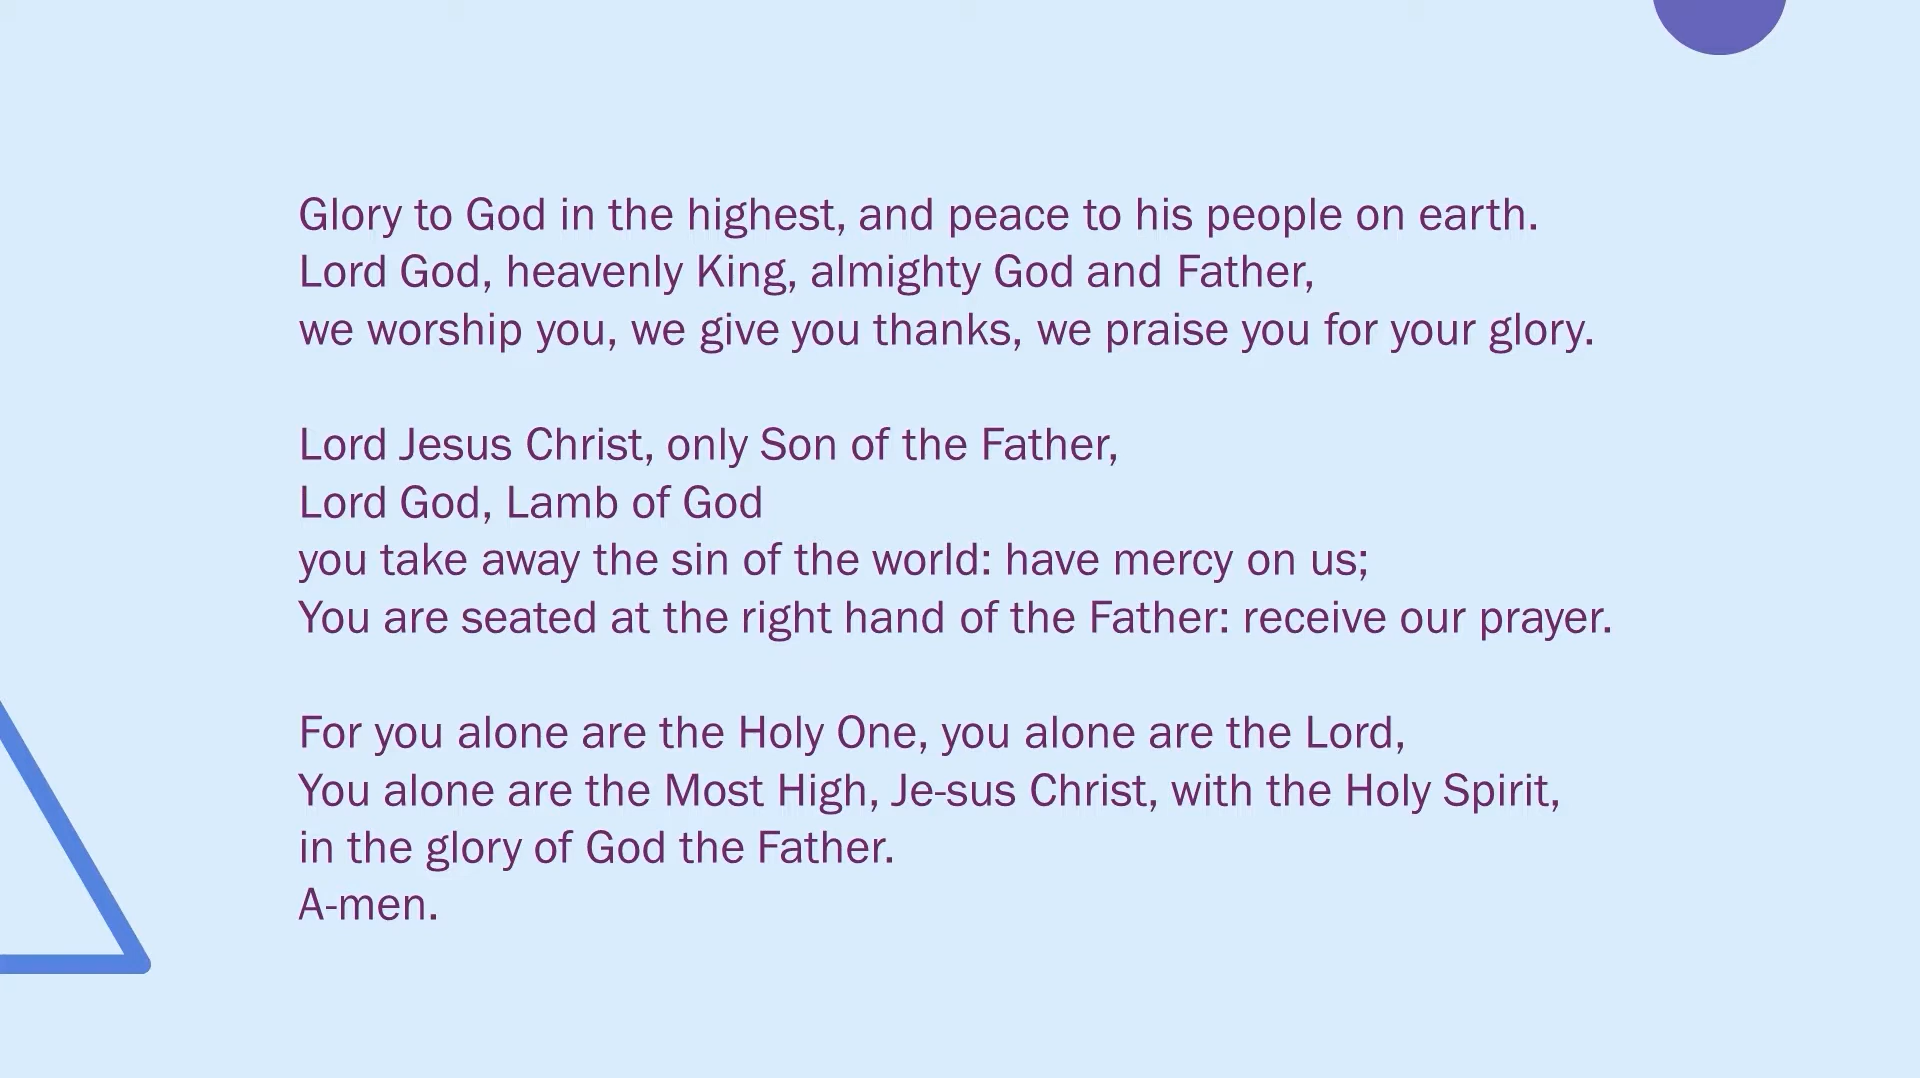 Glory to God in the highest, and peace to his people on earth.
Lord God, heavenly King, almighty God and Father,
we worship you, we give you thanks, we praise you for your glory.
Lord Jesus Christ, only Son of the Father,
Lord God, Lamb of God
you take away the sin of the world: have mercy on us;
You are seated at the right hand of the Father: receive our prayer.
For you alone are the Holy One, you alone are the Lord,
You alone are the Most High, Je-sus Christ, with the Holy Spirit,
in the glory of God the Father.
A-men.